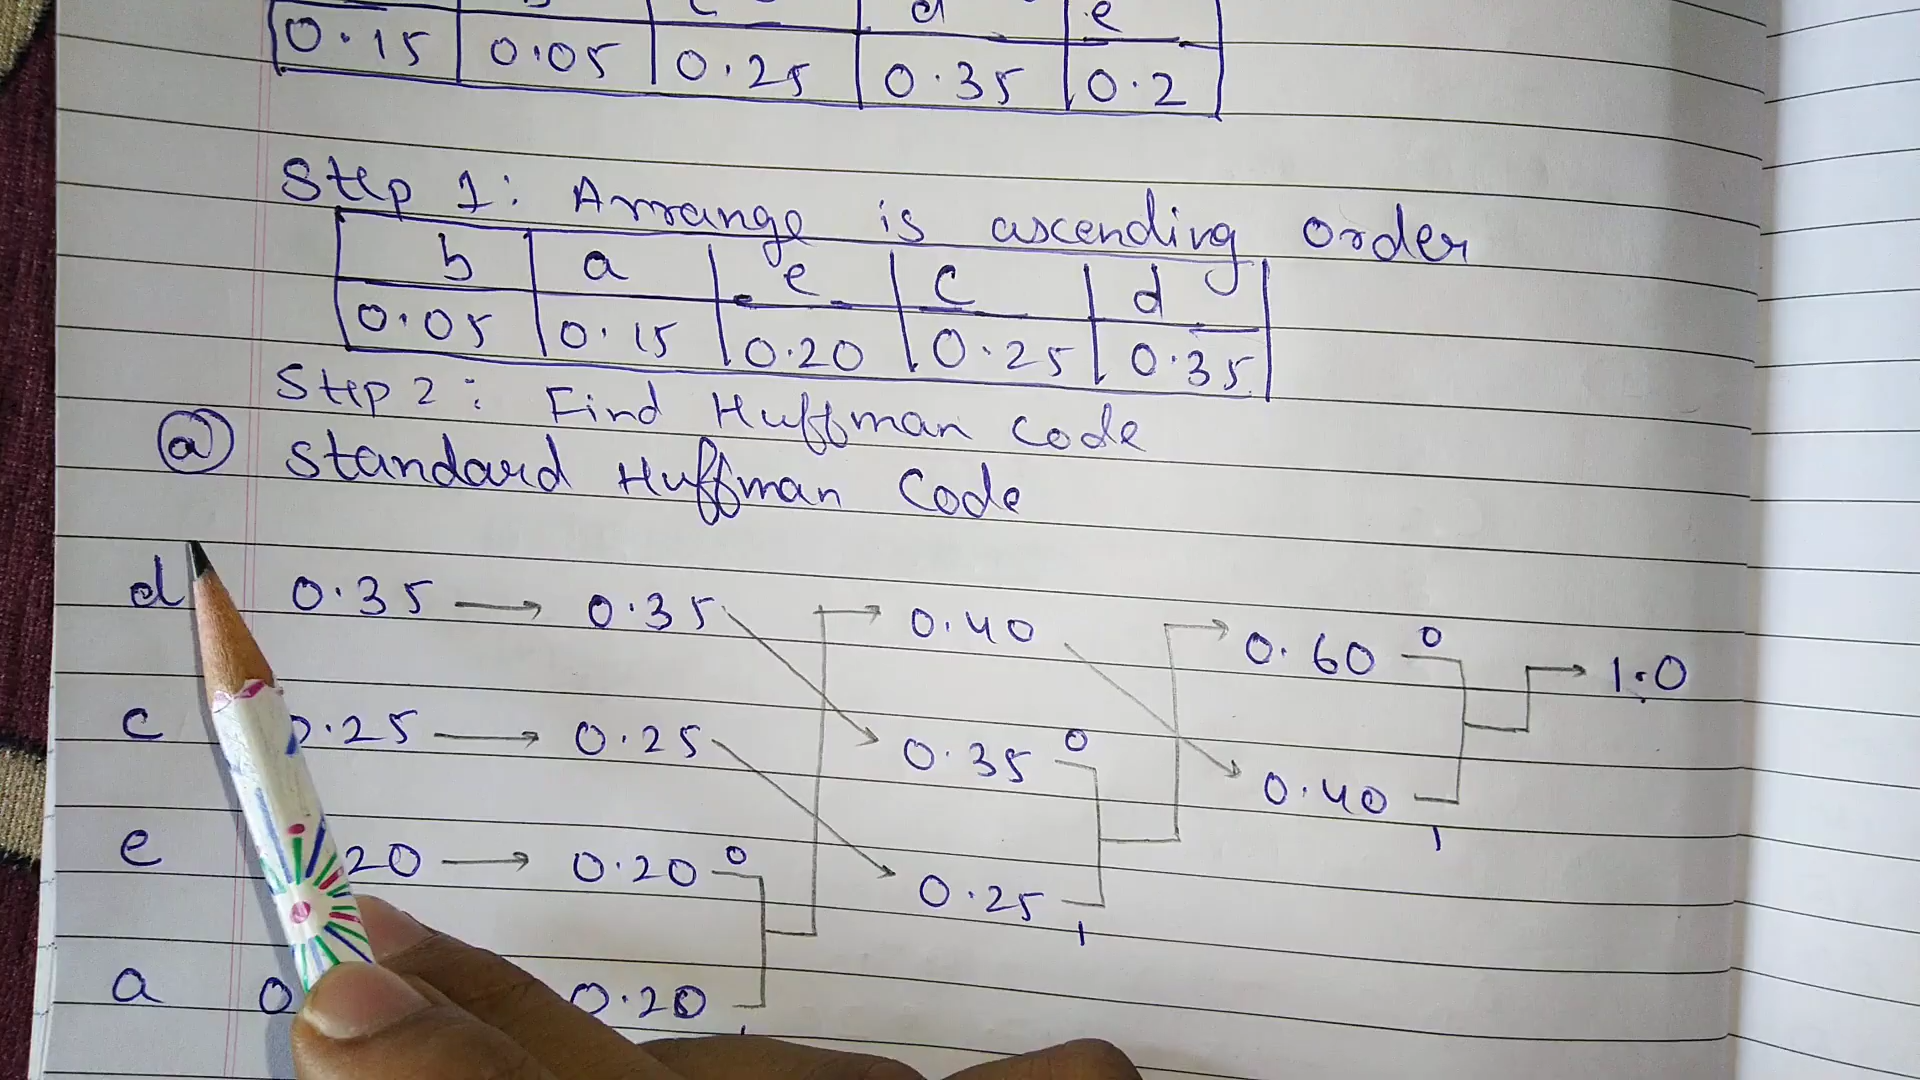 d e
0.15 0.05 0.25 0.35 0.2
Step 1: Arrange is ascending order
b a e c d
0.05 0.15 0.20 0.25 0.35
Step 2: Find Huffman Code
a) Standard Huffman Code
d 0.35 → 0.35 0.40 0.60 0 1.0
c 0.25 → 0.25 0.35 0 0.40 1
e 20 → 0.20 0 0.25 1
a 0 0.20